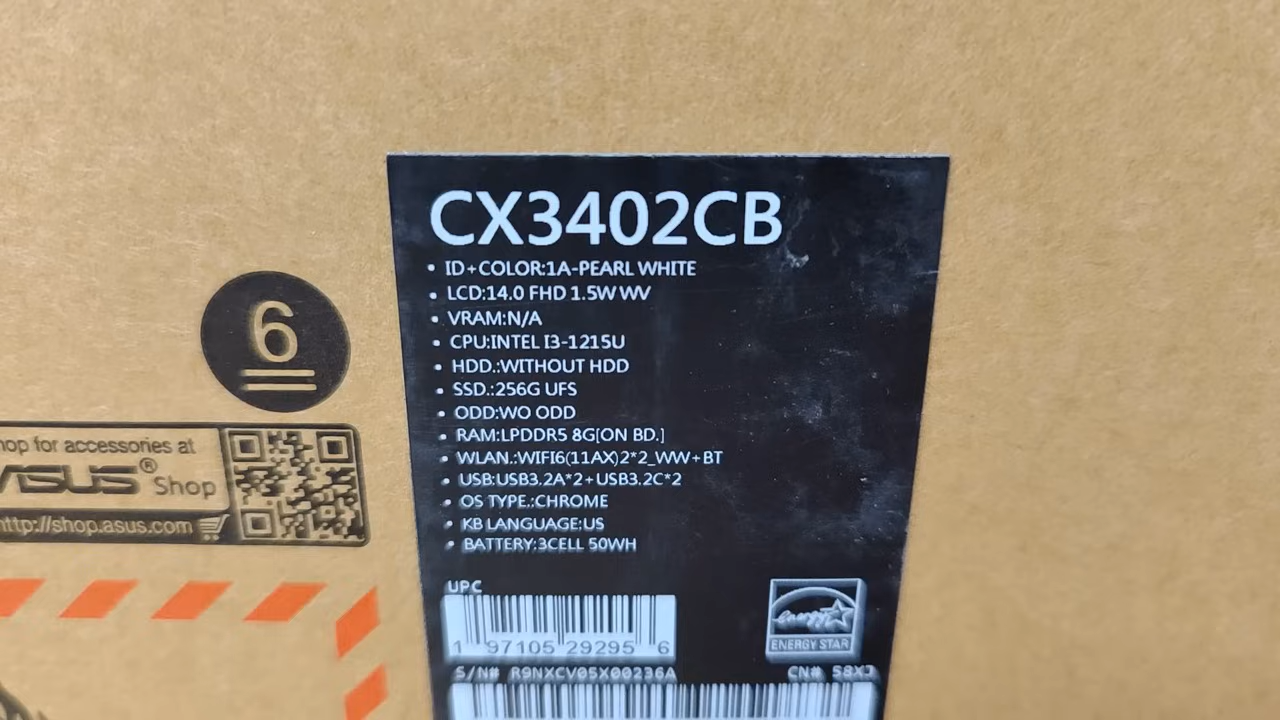 CX3402CB
• ID+COLOR:1A-PEARL WHITE
• LCD:14.0 FHD 1.5W WV
• VRAM:N/A
• CPU:INTEL I3-1215U
• HDD.:WITHOUT HDD
• SSD.:256G UFS
• ODD:WO ODD
• RAM:LPDDR5 8G[ON BD.]
• WLAN.:WIFI6(11AX)2*2_WW+BT
• USB:USB3.2A*2+USB3.2C*2
• OS TYPE.:CHROME
• KB LANGUAGE:US
• BATTERY:3CELL 50WH
UPC
1 97105 29295 6
S/N# R9NXCV05X00236A CN# S8XJ
ENERGY STAR
6
hop for accessories at
ASUS® Shop
http://shop.asus.com